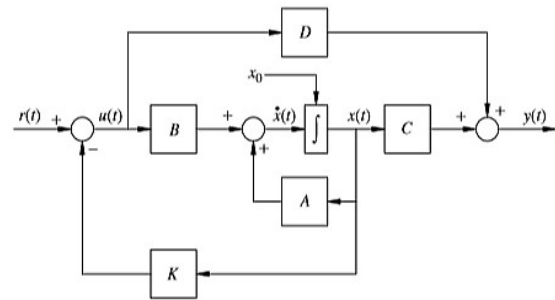 D
x₀
r(t) + u(t) B + ẋ(t) ∫ x(t) C + + y(t)
− +
A
K